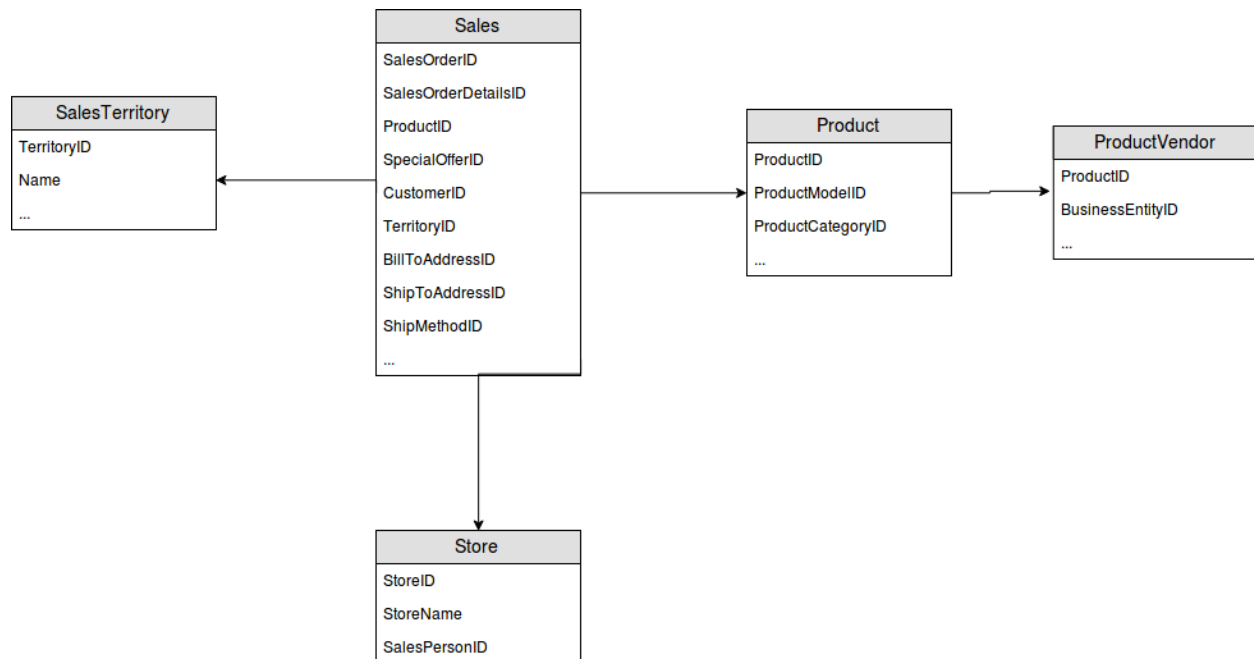 Sales
SalesOrderID
SalesOrderDetailsID
ProductID
SpecialOfferID
CustomerID
TerritoryID
BillToAddressID
ShipToAddressID
ShipMethodID
...
SalesTerritory
TerritoryID
Name
...
Product
ProductID
ProductModelID
ProductCategoryID
...
ProductVendor
ProductID
BusinessEntityID
...
Store
StoreID
StoreName
SalesPersonID